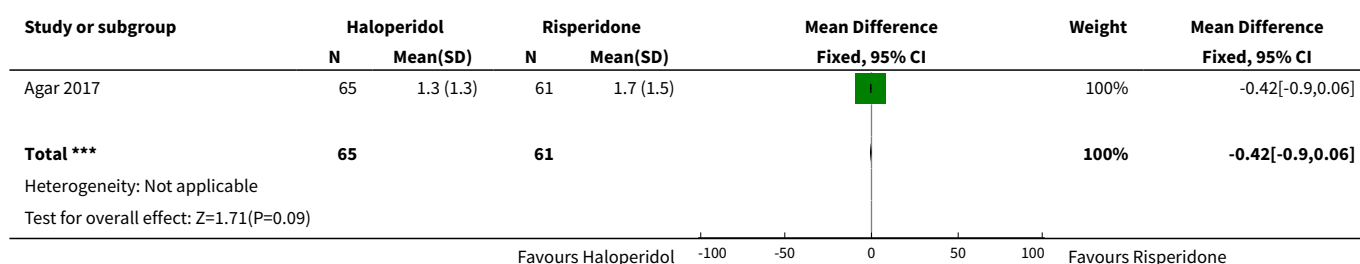 Study or subgroup Haloperidol Risperidone Mean Difference Weight Mean Difference
N Mean(SD) N Mean(SD) Fixed, 95% CI Fixed, 95% CI
Agar 2017 65 1.3 (1.3) 61 1.7 (1.5) 100% -0.42[-0.9,0.06]
Total *** 65 61 100% -0.42[-0.9,0.06]
Heterogeneity: Not applicable
Test for overall effect: Z=1.71(P=0.09)
Favours Haloperidol -100 -50 0 50 100 Favours Risperidone